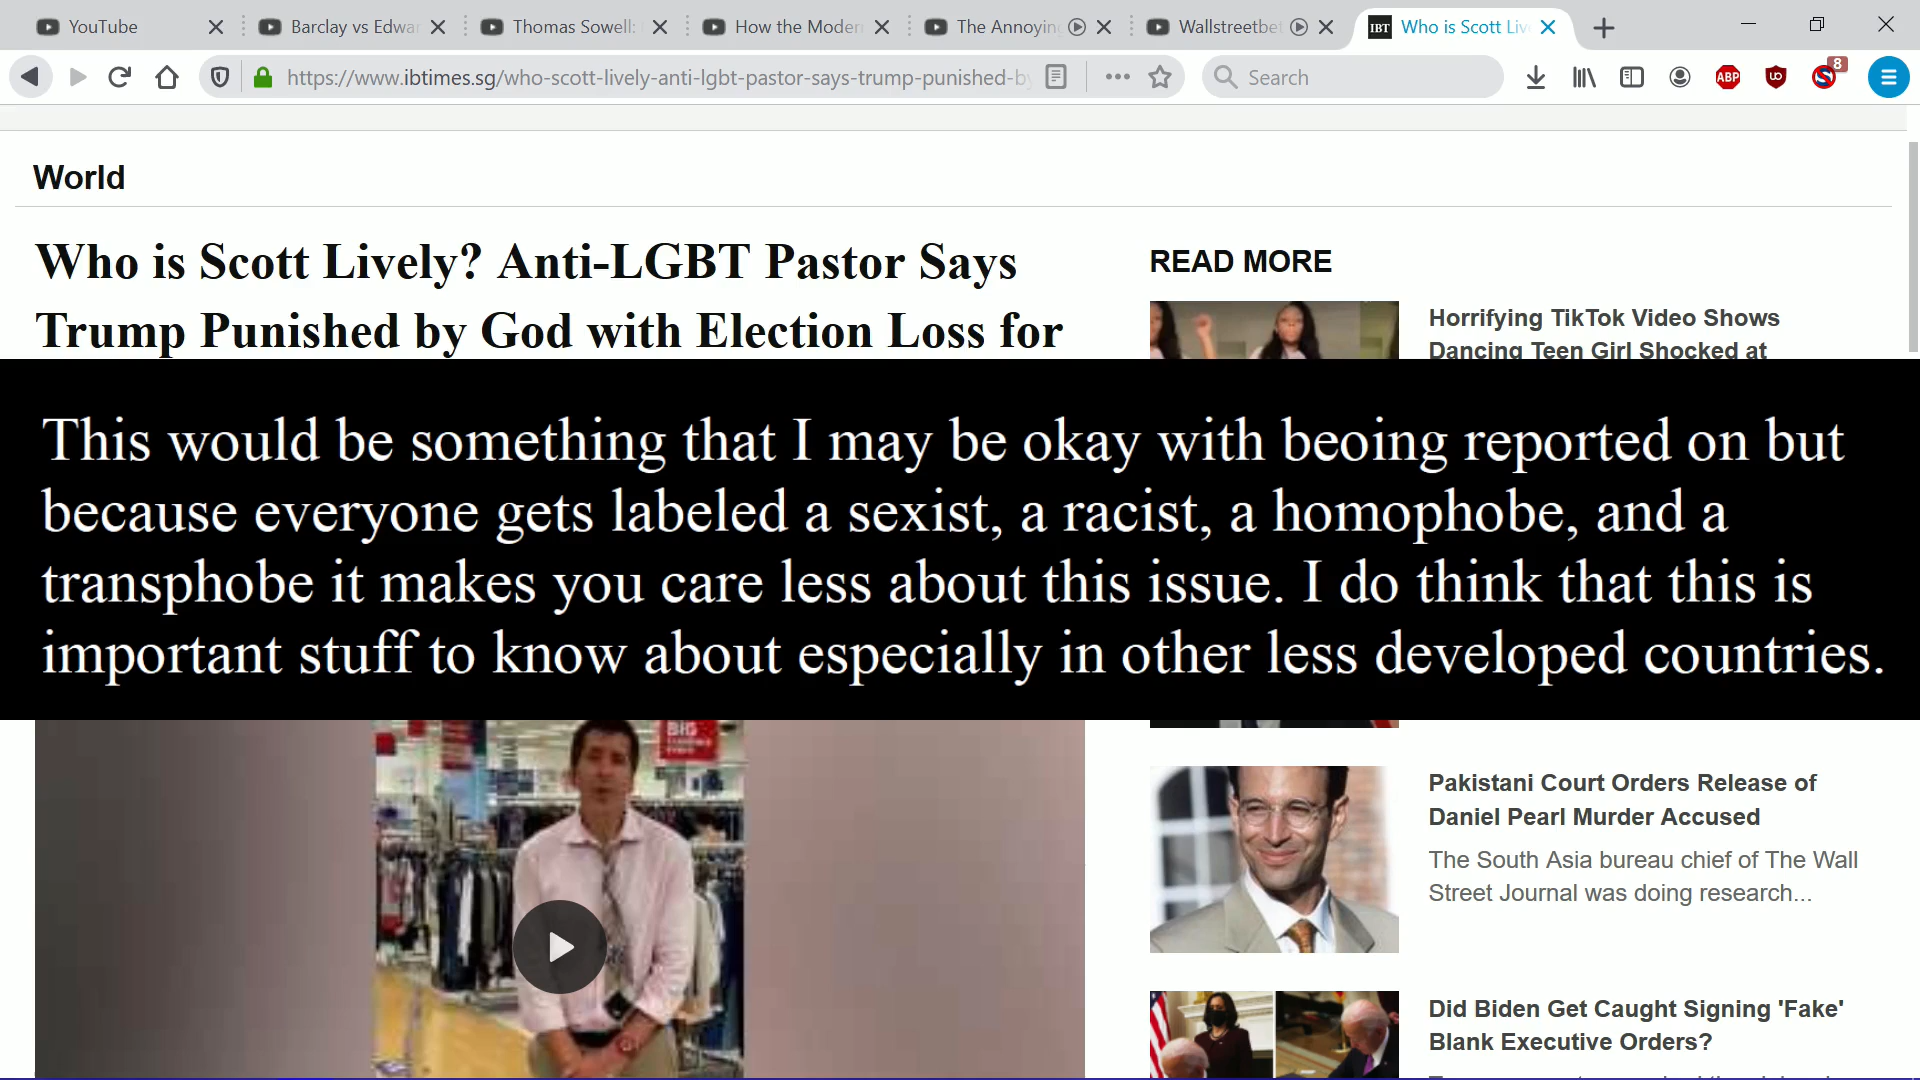 YouTube
Barclay vs Edwar
Thomas Sowell:
How the Moder
The Annoyin
Wallstreetbe
IBT
Who is Scott Liv
https://www.ibtimes.sg/who-scott-lively-anti-lgbt-pastor-says-trump-punished-by
Search
ABP
8
World
Who is Scott Lively? Anti-LGBT Pastor Says
Trump Punished by God with Election Loss for
READ MORE
Horrifying TikTok Video Shows
Dancing Teen Girl Shocked at
This would be something that I may be okay with beoing reported on but
because everyone gets labeled a sexist, a racist, a homophobe, and a
transphobe it makes you care less about this issue. I do think that this is
important stuff to know about especially in other less developed countries.
BIG
Pakistani Court Orders Release of
Daniel Pearl Murder Accused
The South Asia bureau chief of The Wall
Street Journal was doing research...
Did Biden Get Caught Signing 'Fake'
Blank Executive Orders?